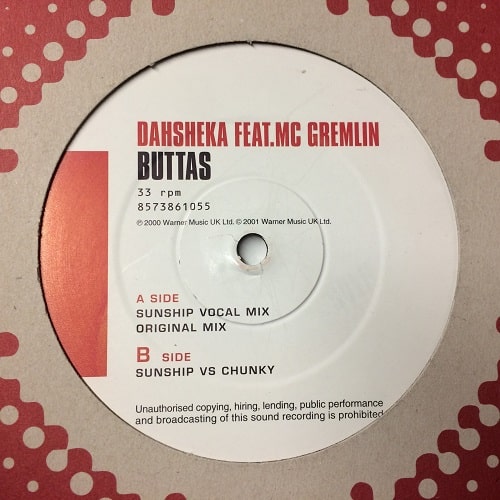 DAHSHEKA FEAT.MC GREMLIN
BUTTAS
33 rpm
8573861055
℗ 2000 Warner Music UK Ltd. © 2001 Warner Music UK Ltd.
A SIDE
SUNSHIP VOCAL MIX
ORIGINAL MIX
B SIDE
SUNSHIP VS CHUNKY
Unauthorised copying, hiring, lending, public performance
and broadcasting of this sound recording is prohibited